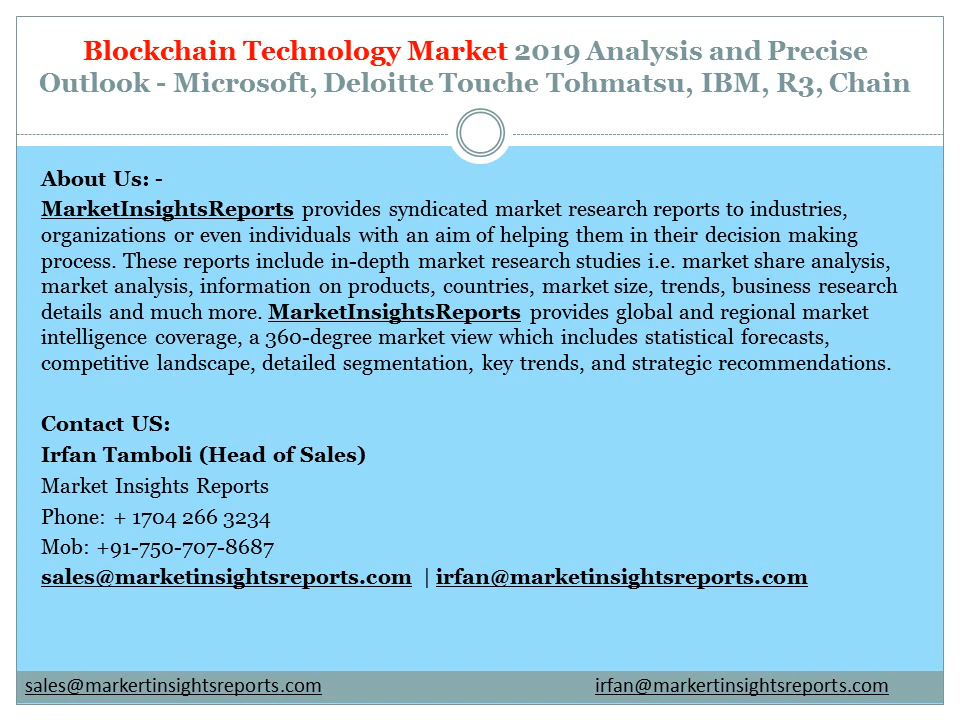 Blockchain Technology Market 2019 Analysis and Precise
Outlook - Microsoft, Deloitte Touche Tohmatsu, IBM, R3, Chain
About Us: -
MarketInsightsReports provides syndicated market research reports to industries,
organizations or even individuals with an aim of helping them in their decision making
process. These reports include in-depth market research studies i.e. market share analysis,
market analysis, information on products, countries, market size, trends, business research
details and much more. MarketInsightsReports provides global and regional market
intelligence coverage, a 360-degree market view which includes statistical forecasts,
competitive landscape, detailed segmentation, key trends, and strategic recommendations.
Contact US:
Irfan Tamboli (Head of Sales)
Market Insights Reports
Phone: + 1704 266 3234
Mob: +91-750-707-8687
sales@marketinsightsreports.com | irfan@marketinsightsreports.com
sales@markertinsightsreports.com irfan@markertinsightsreports.com